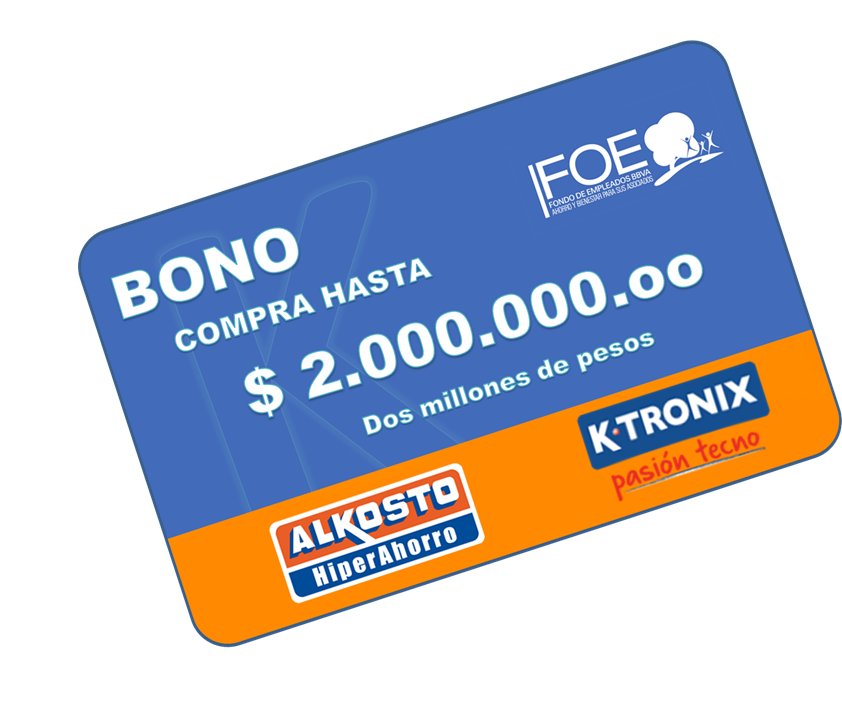 FOE
FONDO DE EMPLEADOS BBVA
AHORRO Y BIENESTAR PARA SUS ASOCIADOS
BONO
COMPRA HASTA
$ 2.000.000.oo
Dos millones de pesos
K·TRONIX
pasión tecno
ALKOSTO
HiperAhorro